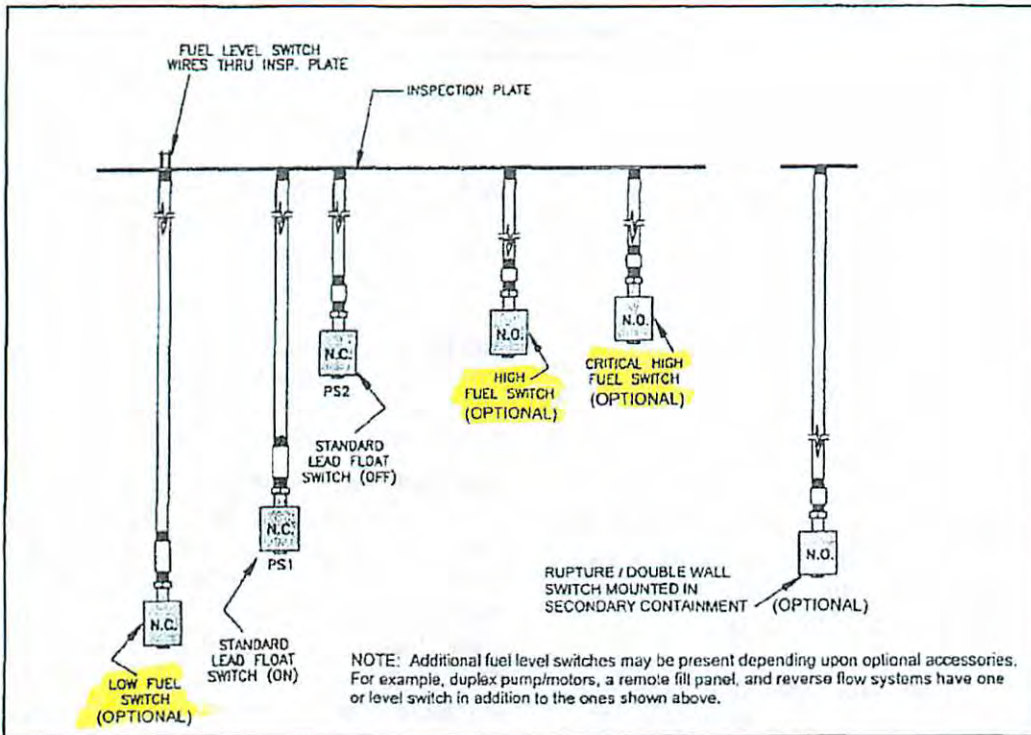 FUEL LEVEL SWITCH
WIRES THRU INSP. PLATE
INSPECTION PLATE
N.C.
PS2
N.O.
HIGH
FUEL SWITCH
(OPTIONAL)
N.O.
CRITICAL HIGH
FUEL SWITCH
(OPTIONAL)
STANDARD
LEAD FLOAT
SWITCH (OFF)
N.C.
PS1
N.O.
RUPTURE / DOUBLE WALL
SWITCH MOUNTED IN
SECONDARY CONTAINMENT
(OPTIONAL)
N.C.
STANDARD
LEAD FLOAT
SWITCH (ON)
LOW FUEL
SWITCH
(OPTIONAL)
NOTE: Additional fuel level switches may be present depending upon optional accessories.
For example, duplex pump/motors, a remote fill panel, and reverse flow systems have one
or level switch in addition to the ones shown above.